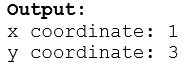 Output:
x coordinate: 1
y coordinate: 3